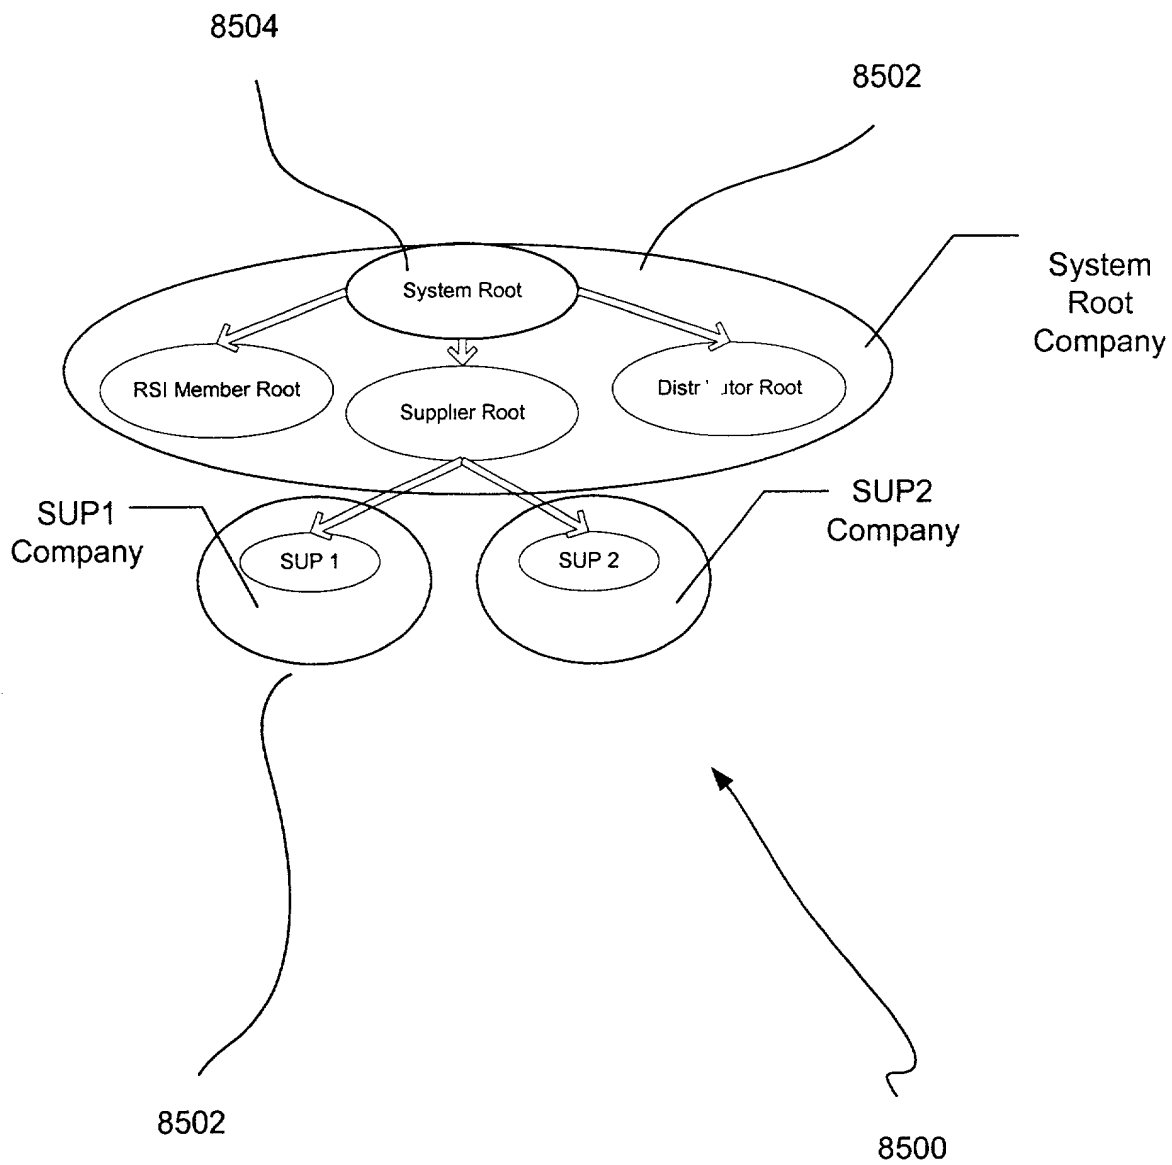 8504
8502
System Root
System
Root
Company
RSI Member Root
Supplier Root
Root
SUP1
Company
SUP2
Company
SUP 1
SUP 2
8502
8500